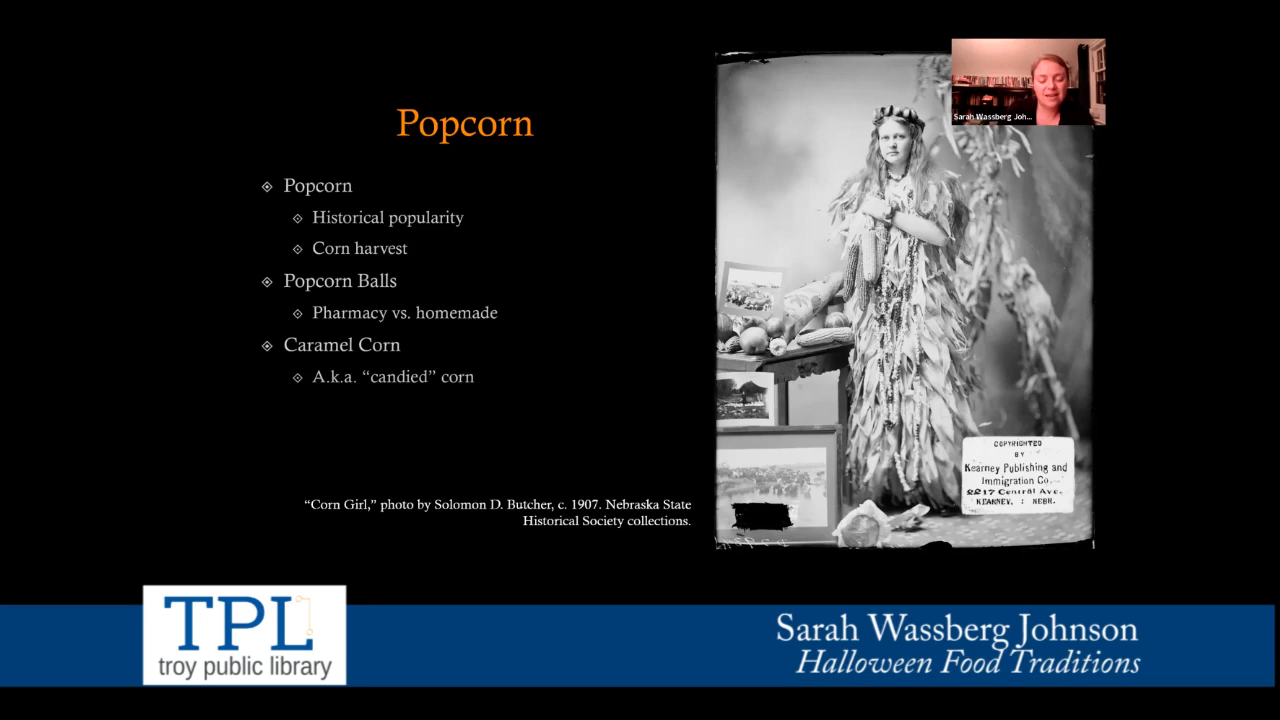 Popcorn
Popcorn
Historical popularity
Corn harvest
Popcorn Balls
Pharmacy vs. homemade
Caramel Corn
A.k.a. “candied” corn
“Corn Girl,” photo by Solomon D. Butcher, c. 1907. Nebraska State
Historical Society collections.
Sarah Wassberg Joh...
COPYRIGHTED
BY
Kearney Publishing and
Immigration Co.
2217 Central Ave.
KEARNEY, : NEBR.
TPL
troy public library
Sarah Wassberg Johnson
Halloween Food Traditions